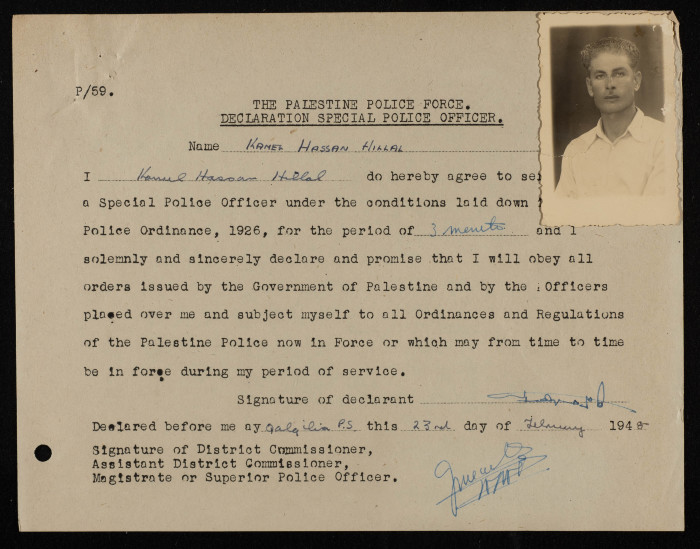 P/59.
THE PALESTINE POLICE FORCE.
DECLARATION SPECIAL POLICE OFFICER.
Name KAMEL HASSAN HILLAL
I Kamel Hassan Hillal do hereby agree to se
a Special Police Officer under the conditions laid down
Police Ordinance, 1926, for the period of 3 months and I
solemnly and sincerely declare and promise that I will obey all
orders issued by the Government of Palestine and by the Officers
placed over me and subject myself to all Ordinances and Regulations
of the Palestine Police now in Force or which may from time to time
be in force during my period of service.
Signature of declarant
Declared before me ay Qalqilia P.S this 23rd day of February 194
Signature of District Commissioner,
Assistant District Commissioner,
Magistrate or Superior Police Officer.